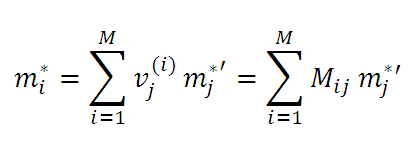 $m_i^* = \sum_{i=1}^{M} v_j^{(i)} \, m_j^{*\prime} = \sum_{i=1}^{M} M_{ij} \, m_j^{*\prime}$